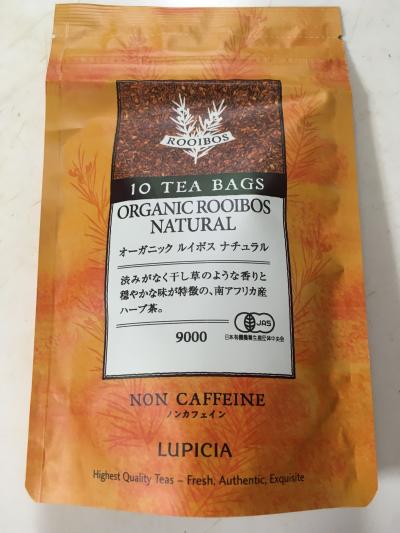 ROOIBOS
10 TEA BAGS
ORGANIC ROOIBOS
NATURAL
オーガニック ルイボス ナチュラル
渋みがなく干し草のような香りと
穏やかな味が特徴の、南アフリカ産
ハーブ茶。
9000
JAS
NON CAFFEINE
ノンカフェイン
LUPICIA
Highest Quality Teas – Fresh, Authentic, Exquisite